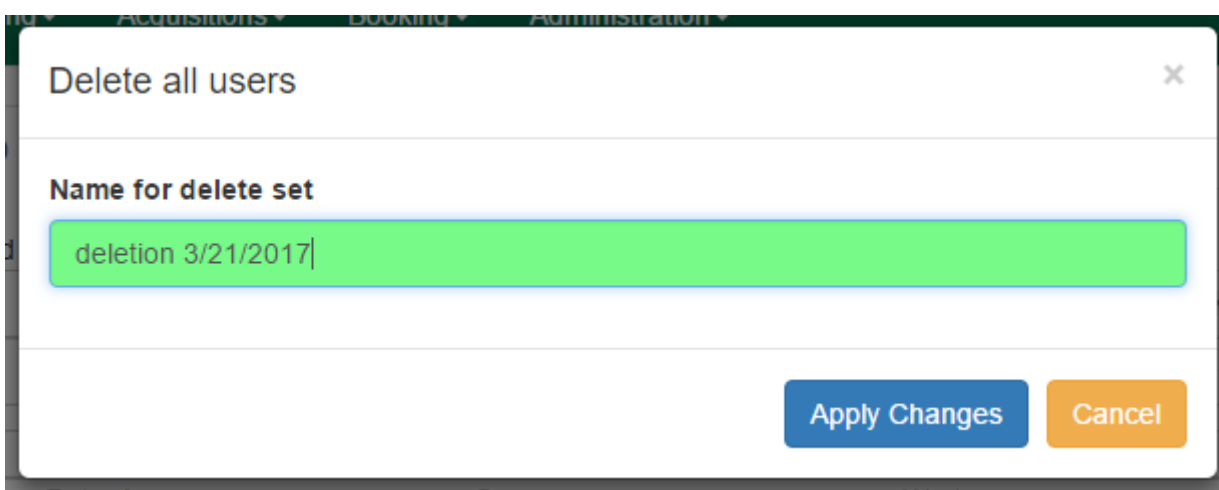 Acquisitions Booking Administration
Delete all users ×
Name for delete set
deletion 3/21/2017
Apply Changes Cancel